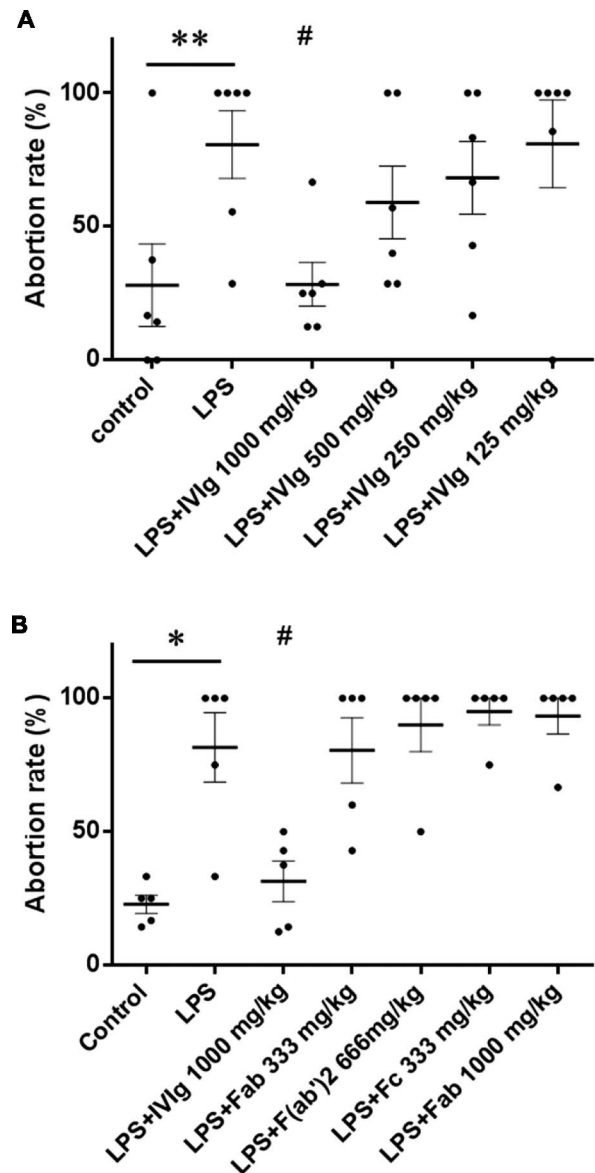 A
** #
Abortion rate (%)
100
50
0
control
LPS
LPS+IVIg 1000 mg/kg
LPS+IVIg 500 mg/kg
LPS+IVIg 250 mg/kg
LPS+IVIg 125 mg/kg
B
* #
Abortion rate (%)
100
50
0
Control
LPS
LPS+IVIg 1000 mg/kg
LPS+Fab 333 mg/kg
LPS+F(ab')2 666mg/kg
LPS+Fc 333 mg/kg
LPS+Fab 1000 mg/kg